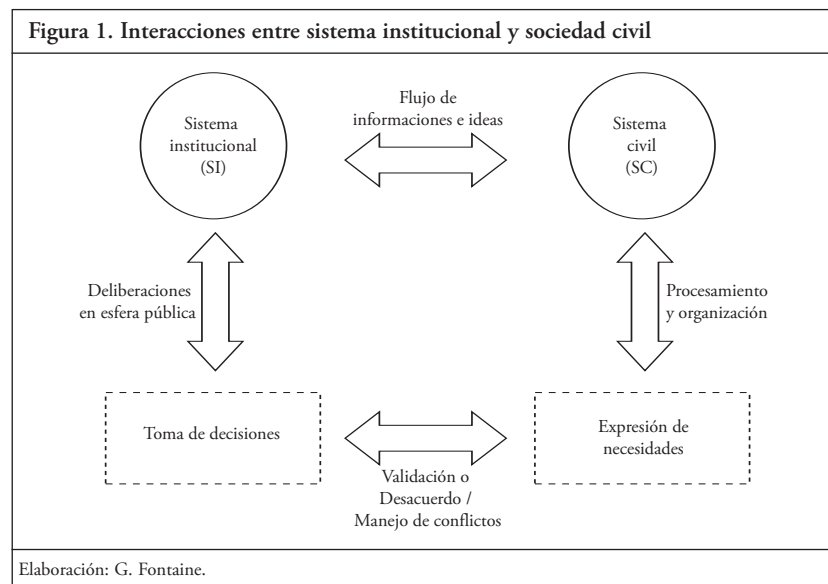 Figura 1. Interacciones entre sistema institucional y sociedad civil
Sistema
institucional
(SI)
Flujo de
informaciones e ideas
Sistema
civil
(SC)
Deliberaciones
en esfera pública
Procesamiento
y organización
Toma de decisiones
Expresión de
necesidades
Validación o
Desacuerdo /
Manejo de conflictos
Elaboración: G. Fontaine.